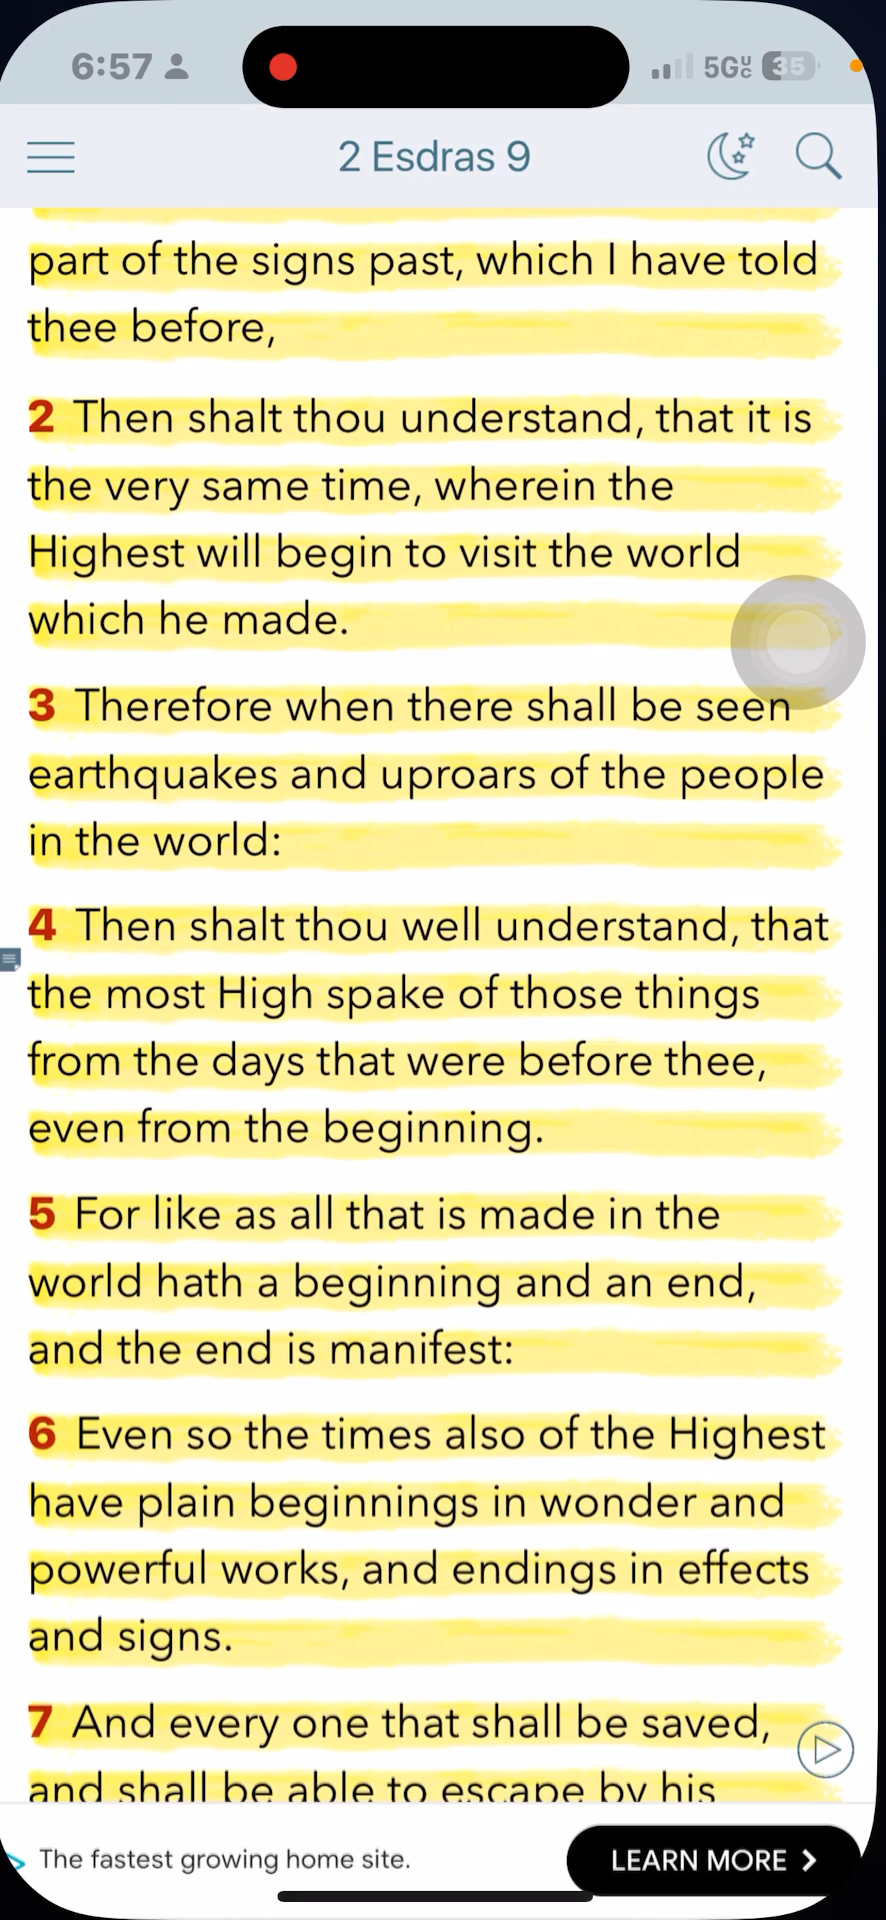 6:57
5G
35
2 Esdras 9
part of the signs past, which I have told
thee before,
2 Then shalt thou understand, that it is
the very same time, wherein the
Highest will begin to visit the world
which he made.
3 Therefore when there shall be seen
earthquakes and uproars of the people
in the world:
4 Then shalt thou well understand, that
the most High spake of those things
from the days that were before thee,
even from the beginning.
5 For like as all that is made in the
world hath a beginning and an end,
and the end is manifest:
6 Even so the times also of the Highest
have plain beginnings in wonder and
powerful works, and endings in effects
and signs.
7 And every one that shall be saved,
and shall be able to escape by his
The fastest growing home site.
LEARN MORE